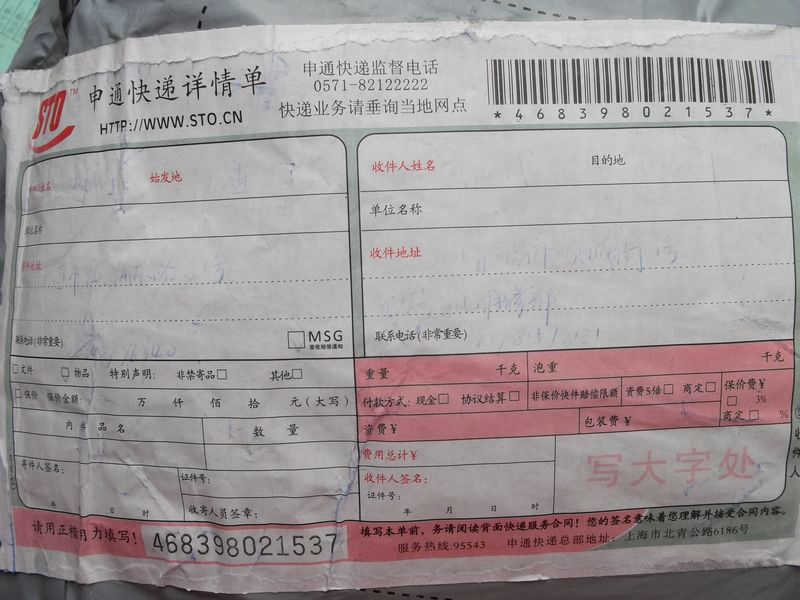 STO TM 申通快递详情单
HTTP://WWW.STO.CN
申通快递监督电话
0571-82122222
快递业务请垂询当地网点
*468398021537*
始发地
收件人姓名 目的地
单位名称
收件地址
联系电话(非常重要)
MSG
联系电话(非常重要)
文件 物品 特别声明: 非禁寄品 其他
保价 保价金额 万 仟 佰 拾 元(大写)
内件品名 数量
寄件人签名: 证件号:
年 月 日 时 收寄人员签章:
重量 千克 泡重 千克
付款方式: 现金 协议结算 非保价快件赔偿限额 资费5倍 商定 保价费¥
3%
商定 %
资费¥ 包装费¥
费用总计¥
收件人签名:
证件号:
年 月 日 时
写大字处
请用正楷用力填写!
468398021537
填写本单前,务请阅读背面快递服务合同!您的签名意味着您理解并接受合同内容。
服务热线:95543 申通快递总部地址:上海市北青公路6186号